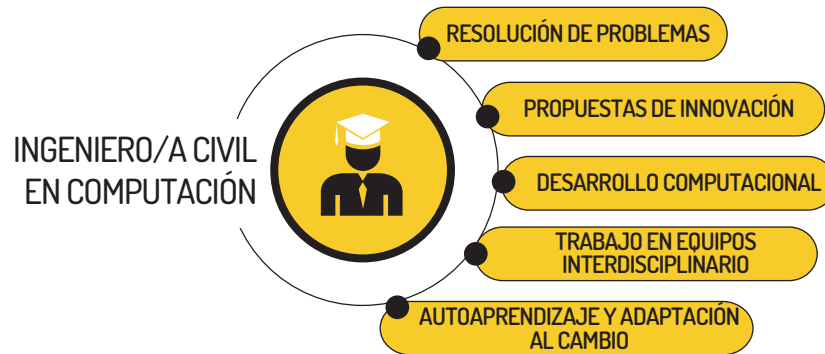 INGENIERO/A CIVIL
EN COMPUTACIÓN
RESOLUCIÓN DE PROBLEMAS
PROPUESTAS DE INNOVACIÓN
DESARROLLO COMPUTACIONAL
TRABAJO EN EQUIPOS
INTERDISCIPLINARIO
AUTOAPRENDIZAJE Y ADAPTACIÓN
AL CAMBIO